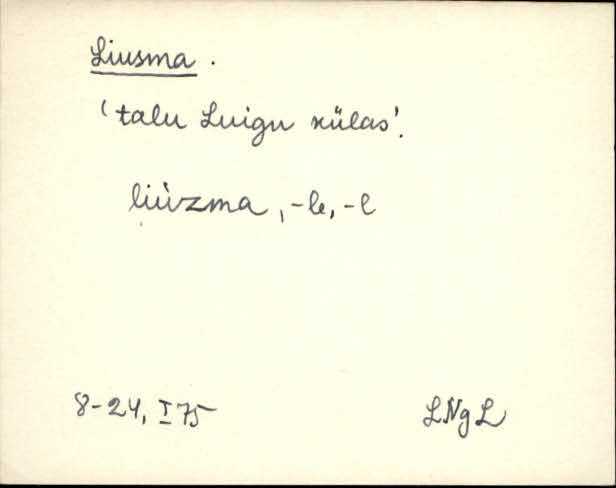 Liusma.
'talu Luigu külas'.
liùzma, -le, -l
8-24, I 75 LNgL